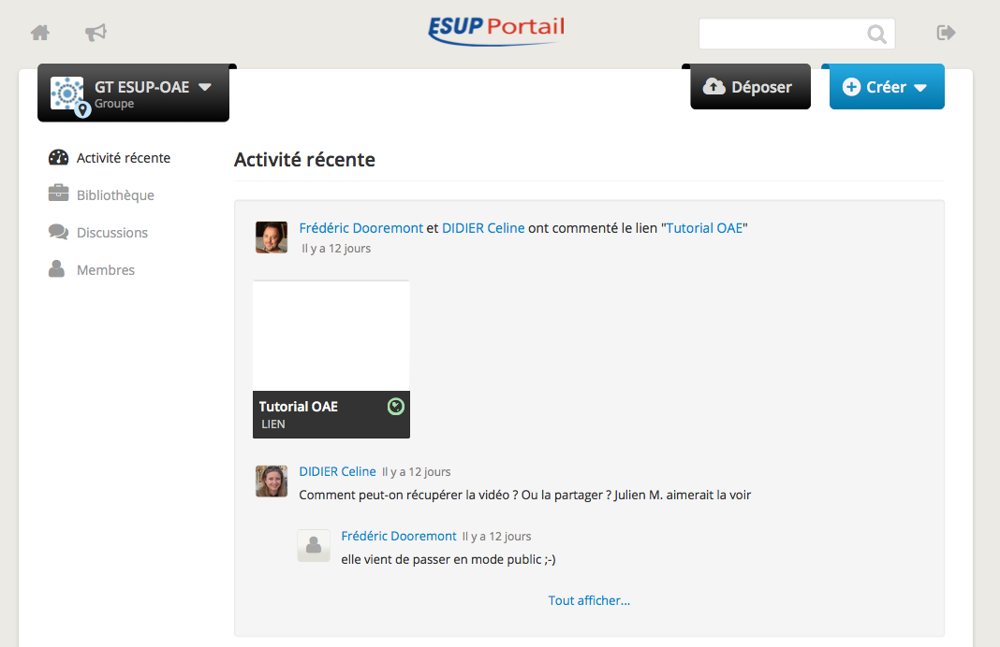 ESUP Portail
GT ESUP-OAE
Groupe
Déposer
Créer
Activité récente
Bibliothèque
Discussions
Membres
Activité récente
Frédéric Dooremont et DIDIER Celine ont commenté le lien "Tutorial OAE"
Il y a 12 jours
Tutorial OAE
LIEN
DIDIER Celine Il y a 12 jours
Comment peut-on récupérer la vidéo ? Ou la partager ? Julien M. aimerait la voir
Frédéric Dooremont Il y a 12 jours
elle vient de passer en mode public ;-)
Tout afficher...